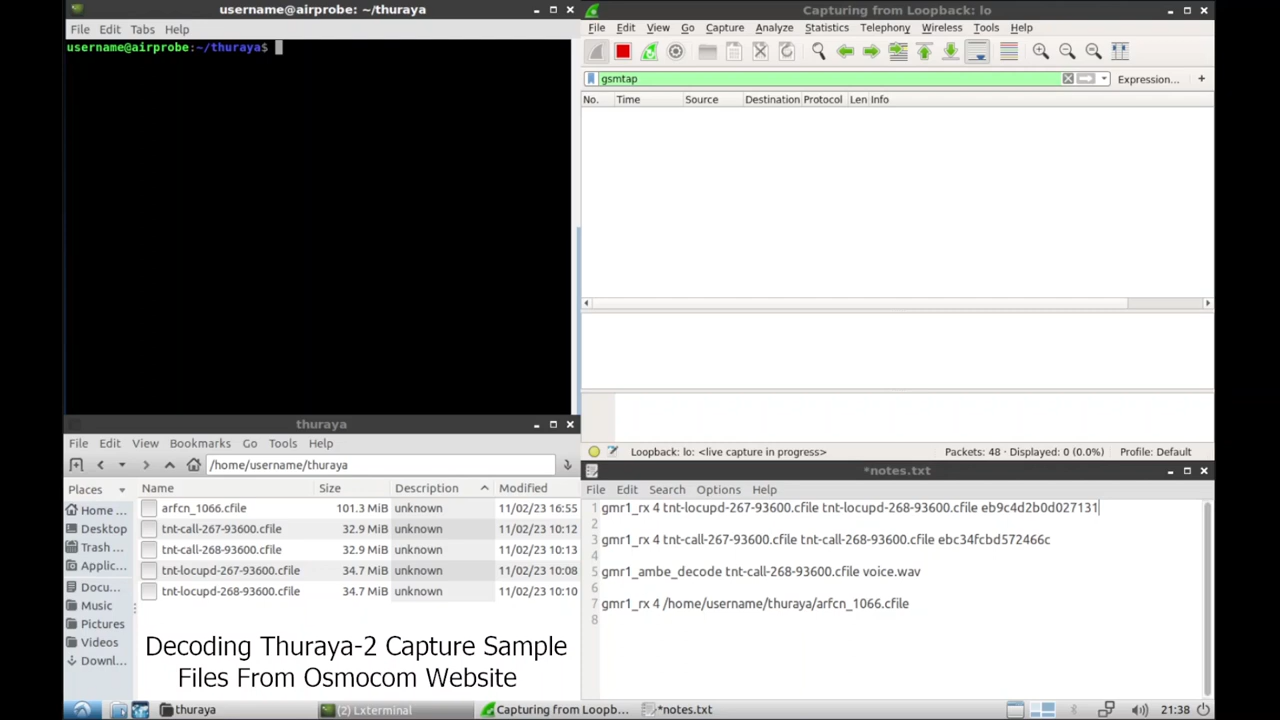 username@airprobe: ~/thuraya
File Edit Tabs Help
username@airprobe:~/thuraya$
Capturing from Loopback: lo
File Edit View Go Capture Analyze Statistics Telephony Wireless Tools Help
gsmtap
Expression... +
No. Time Source Destination Protocol Len Info
Loopback: lo: <live capture in progress> Packets: 48 · Displayed: 0 (0.0%) Profile: Default
thuraya
File Edit View Bookmarks Go Tools Help
/home/username/thuraya
Places Name Size Description Modified
Home ... arfcn_1066.cfile 101.3 MiB unknown 11/02/23 16:55
Desktop tnt-call-267-93600.cfile 32.9 MiB unknown 11/02/23 10:12
Trash ... tnt-call-268-93600.cfile 32.9 MiB unknown 11/02/23 10:13
Applic... tnt-locupd-267-93600.cfile 34.7 MiB unknown 11/02/23 10:08
Docu... tnt-locupd-268-93600.cfile 34.7 MiB unknown 11/02/23 10:10
Music
Pictures
Videos
Downl...
Decoding Thuraya-2 Capture Sample
Files From Osmocom Website
*notes.txt
File Edit Search Options Help
1 gmr1_rx 4 tnt-locupd-267-93600.cfile tnt-locupd-268-93600.cfile eb9c4d2b0d027131
2
3 gmr1_rx 4 tnt-call-267-93600.cfile tnt-call-268-93600.cfile ebc34fcbd572466c
4
5 gmr1_ambe_decode tnt-call-268-93600.cfile voice.wav
6
7 gmr1_rx 4 /home/username/thuraya/arfcn_1066.cfile
8
thuraya (2) Lxterminal Capturing from Loopb... *notes.txt 21:38